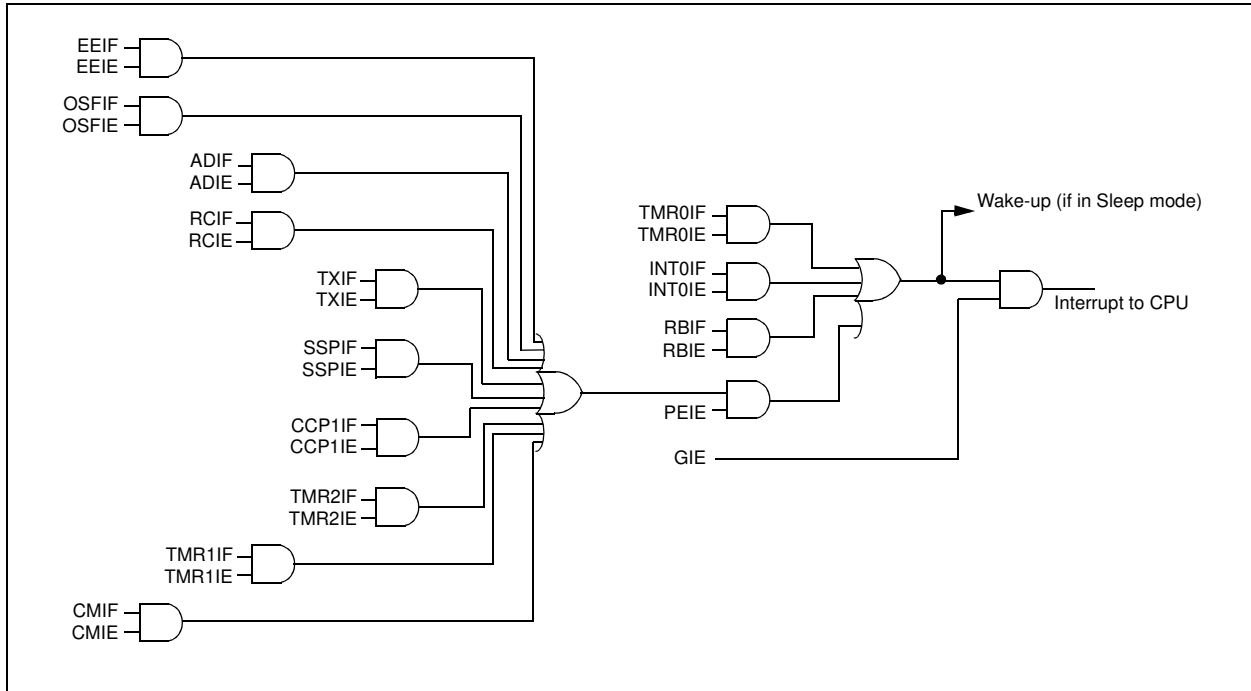 EEIF
EEIE
OSFIF
OSFIE
ADIF
ADIE
RCIF
RCIE
TXIF
TXIE
SSPIF
SSPIE
CCP1IF
CCP1IE
TMR2IF
TMR2IE
TMR1IF
TMR1IE
CMIF
CMIE
TMR0IF
TMR0IE
INT0IF
INT0IE
RBIF
RBIE
PEIE
GIE
Wake-up (if in Sleep mode)
Interrupt to CPU